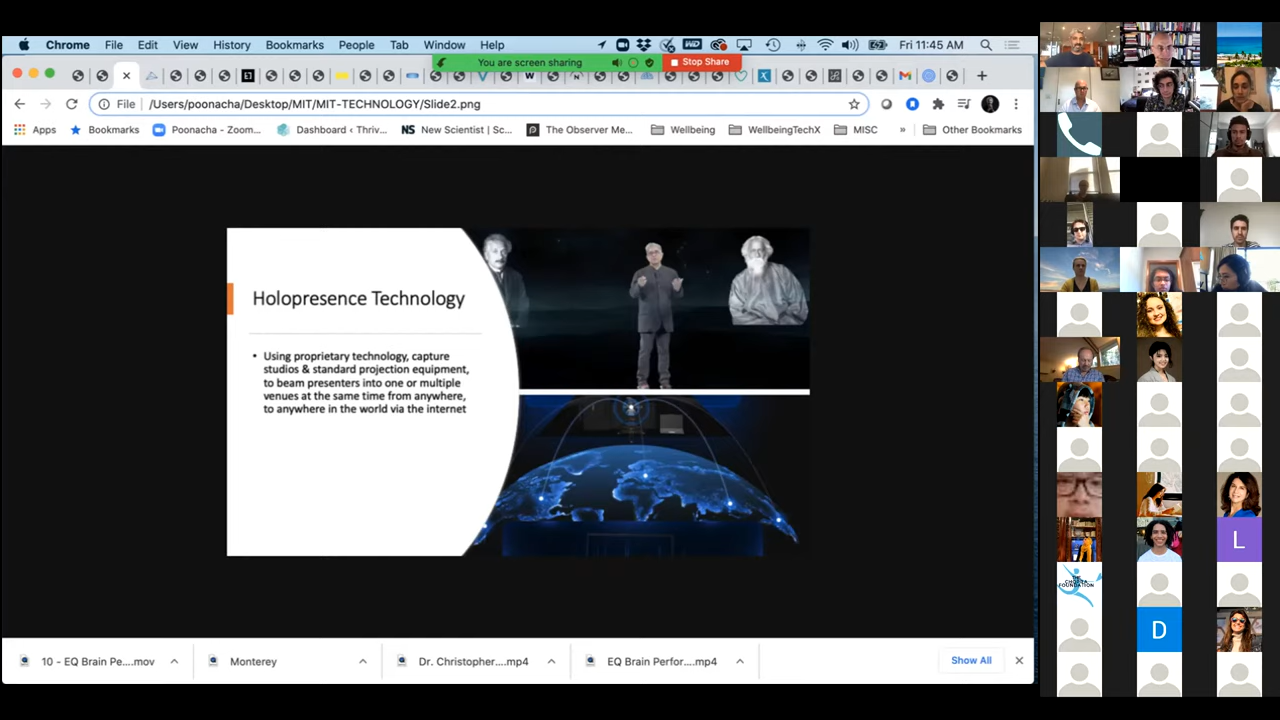 Chrome File Edit View History Bookmarks People Tab Window Help
Fri 11:45 AM
You are screen sharing
Stop Share
File /Users/poonacha/Desktop/MIT/MIT-TECHNOLOGY/Slide2.png
Apps Bookmarks Poonacha - Zoom... Dashboard ‹ Thriv... NS New Scientist | Sc... The Observer Me... Wellbeing WellbeingTechX MISC » Other Bookmarks
Holopresence Technology
• Using proprietary technology, capture
studios & standard projection equipment,
to beam presenters into one or multiple
venues at the same time from anywhere,
to anywhere in the world via the internet
L
FOUNDATION
D
10 - EQ Brain Pe....mov
Monterey
Dr. Christopher....mp4
EQ Brain Perfor....mp4
Show All